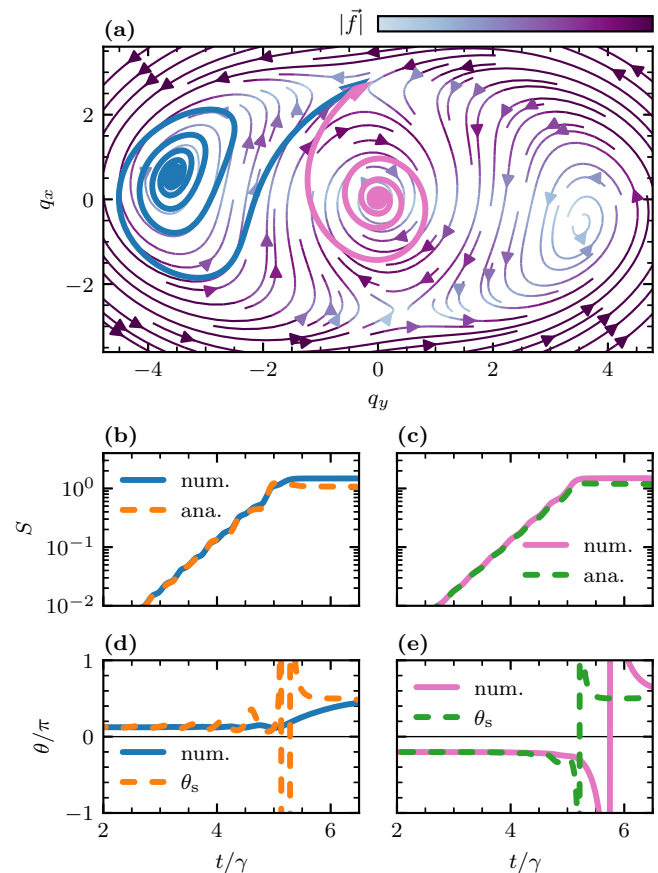 (a)
|f⃗|
2
0
−2
q_x
−4
−2
0
2
4
q_y
(b)
(c)
10^0
10^−1
10^−2
S
num.
ana.
num.
ana.
(d)
(e)
1
0
−1
θ/π
num.
θ_s
num.
θ_s
2
4
6
2
4
6
t/γ
t/γ